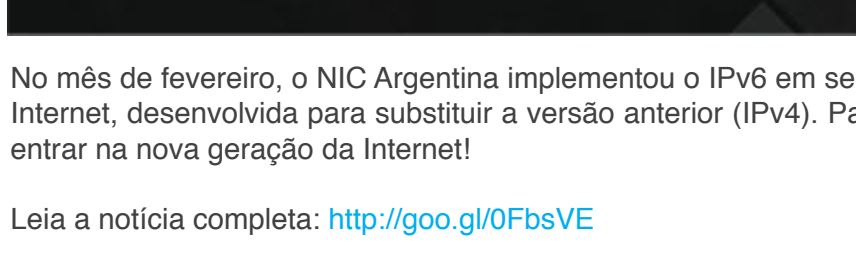 No mês de fevereiro, o NIC Argentina implementou o IPv6 em se
Internet, desenvolvida para substituir a versão anterior (IPv4). Pa
entrar na nova geração da Internet!
Leia a notícia completa: http://goo.gl/0FbsVE